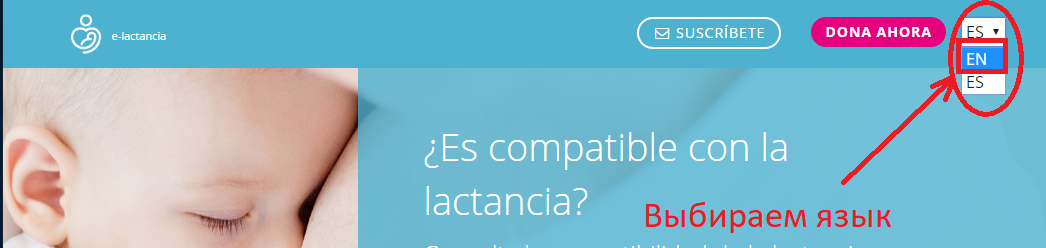 e-lactancia
SUSCRÍBETE
DONA AHORA
ES
EN
ES
¿Es compatible con la
lactancia?
Выбираем язык